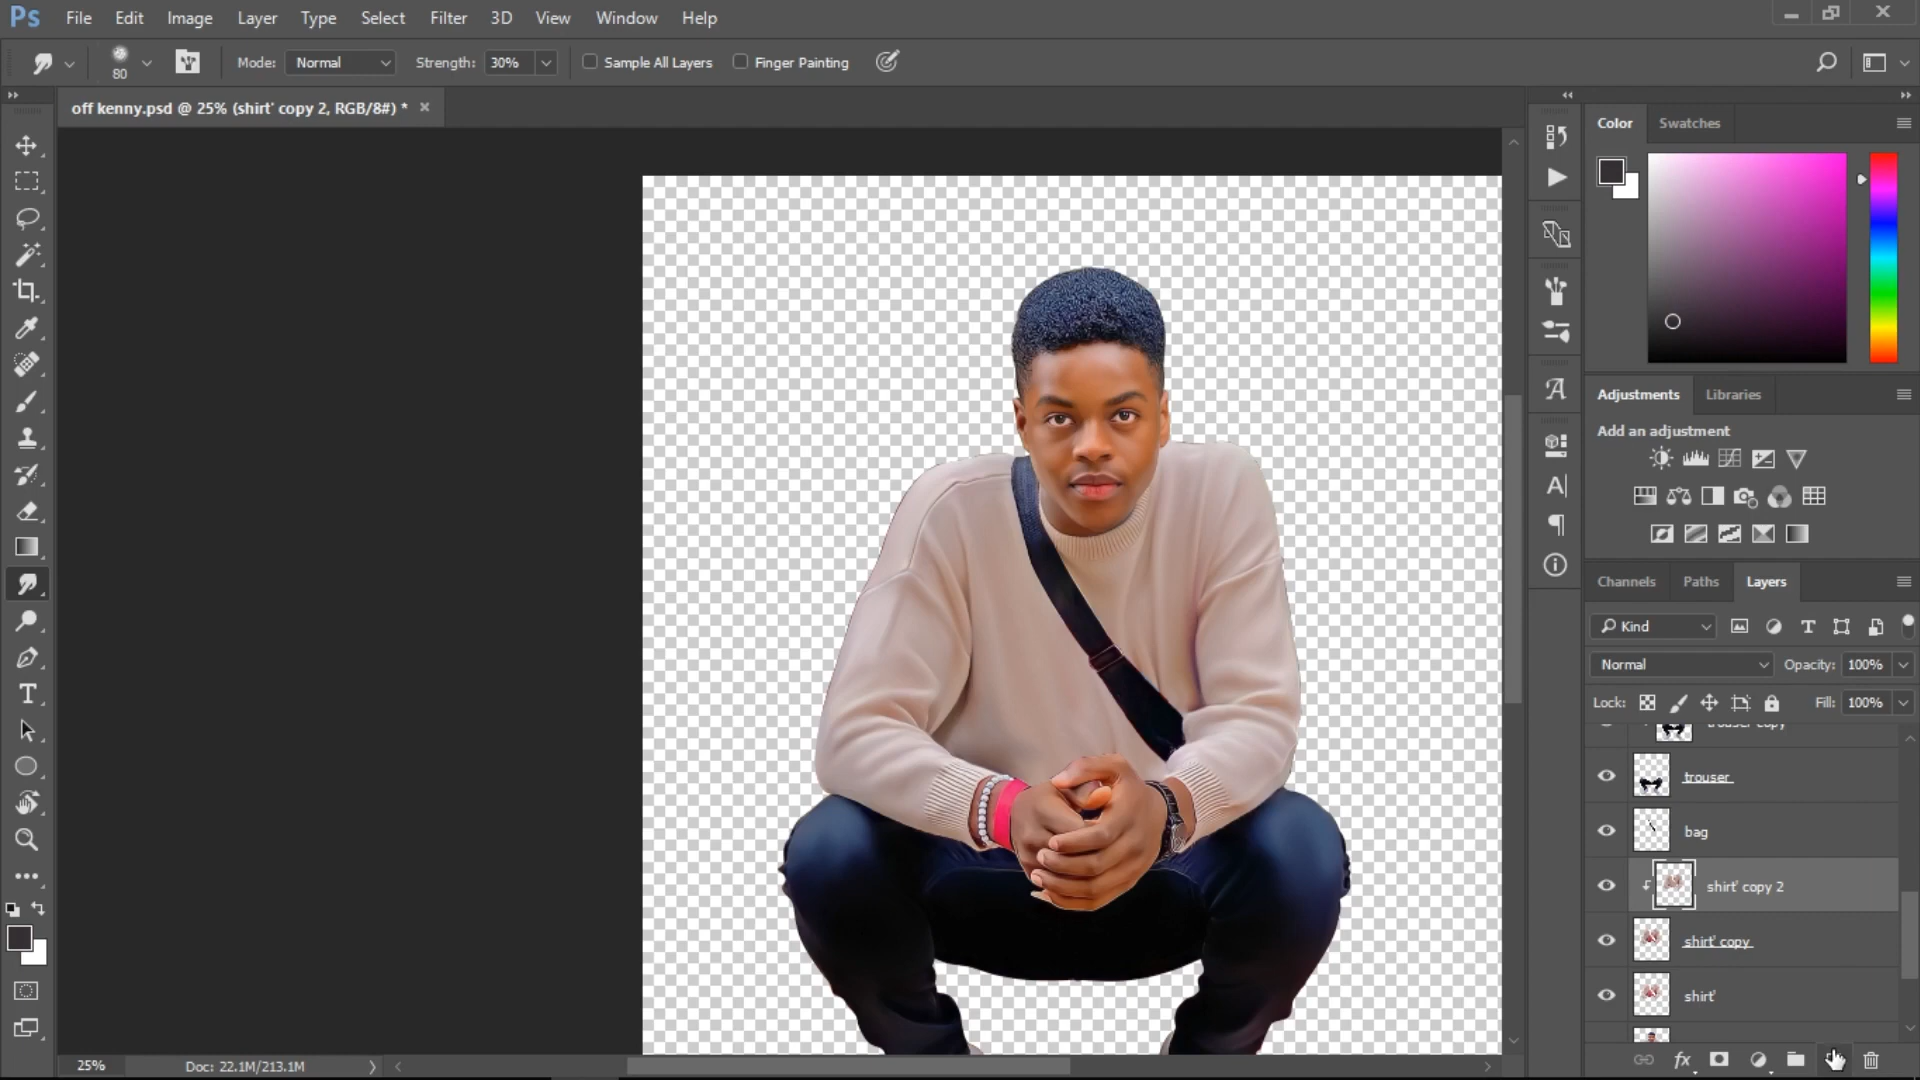 Ps File Edit Image Layer Type Select Filter 3D View Window Help
80 Mode: Normal Strength: 30% Sample All Layers Finger Painting
off kenny.psd @ 25% (shirt' copy 2, RGB/8#) *
Color Swatches
Adjustments Libraries
Add an adjustment
Channels Paths Layers
Kind
Normal Opacity: 100%
Lock: Fill: 100%
trouser copy
trouser
bag
shirt' copy 2
shirt' copy
shirt'
25% Doc: 22.1M/213.1M